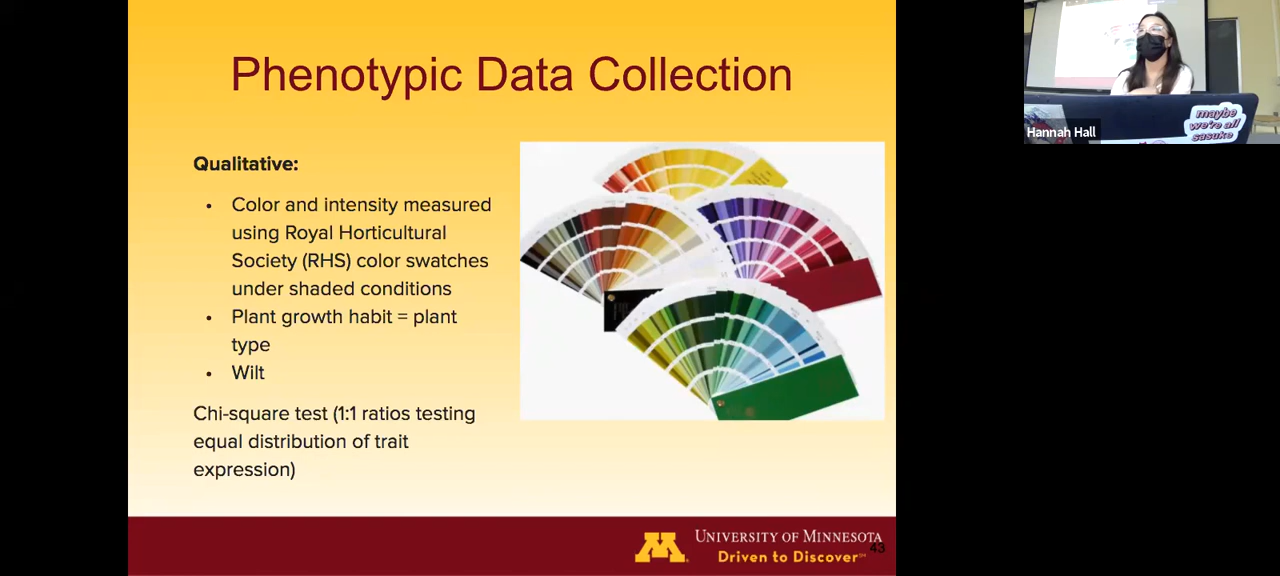 Phenotypic Data Collection
Qualitative:
• Color and intensity measured
using Royal Horticultural
Society (RHS) color swatches
under shaded conditions
• Plant growth habit = plant
type
• Wilt
Chi-square test (1:1 ratios testing
equal distribution of trait
expression)
UNIVERSITY OF MINNESOTA
Driven to Discover℠
43
maybe
we're all
sasuke
Hannah Hall